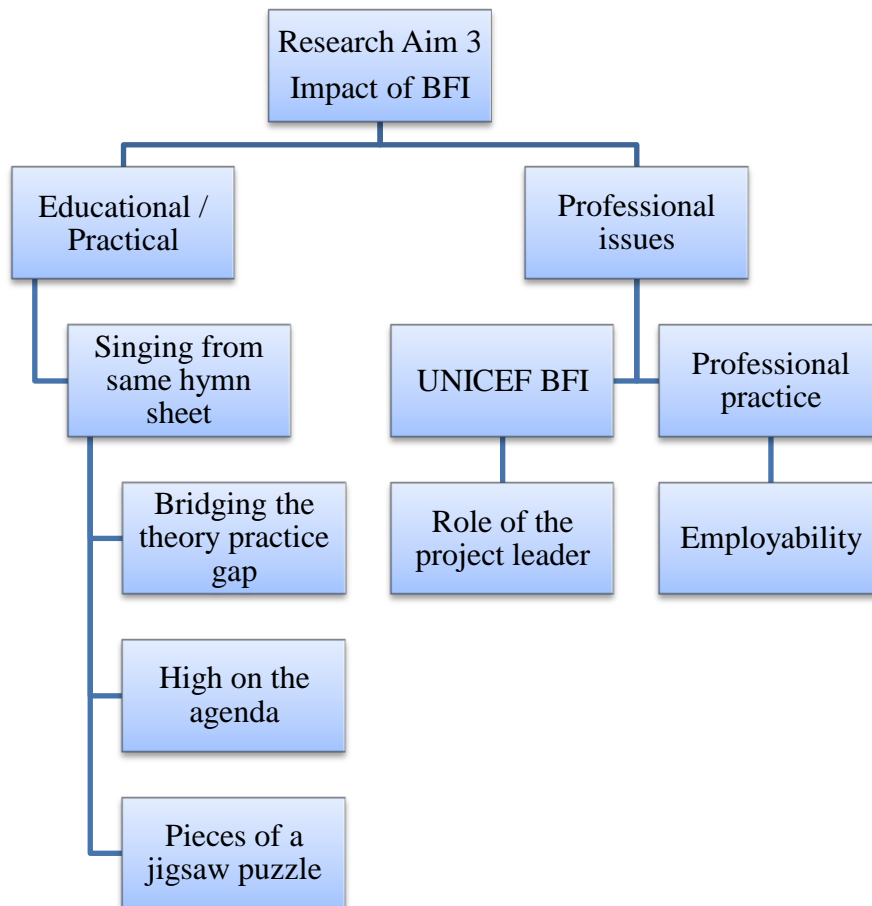 Research Aim 3
Impact of BFI
Educational /
Practical
Professional
issues
Singing from
same hymn
sheet
UNICEF BFI
Professional
practice
Bridging the
theory practice
gap
Role of the
project leader
Employability
High on the
agenda
Pieces of a
jigsaw puzzle